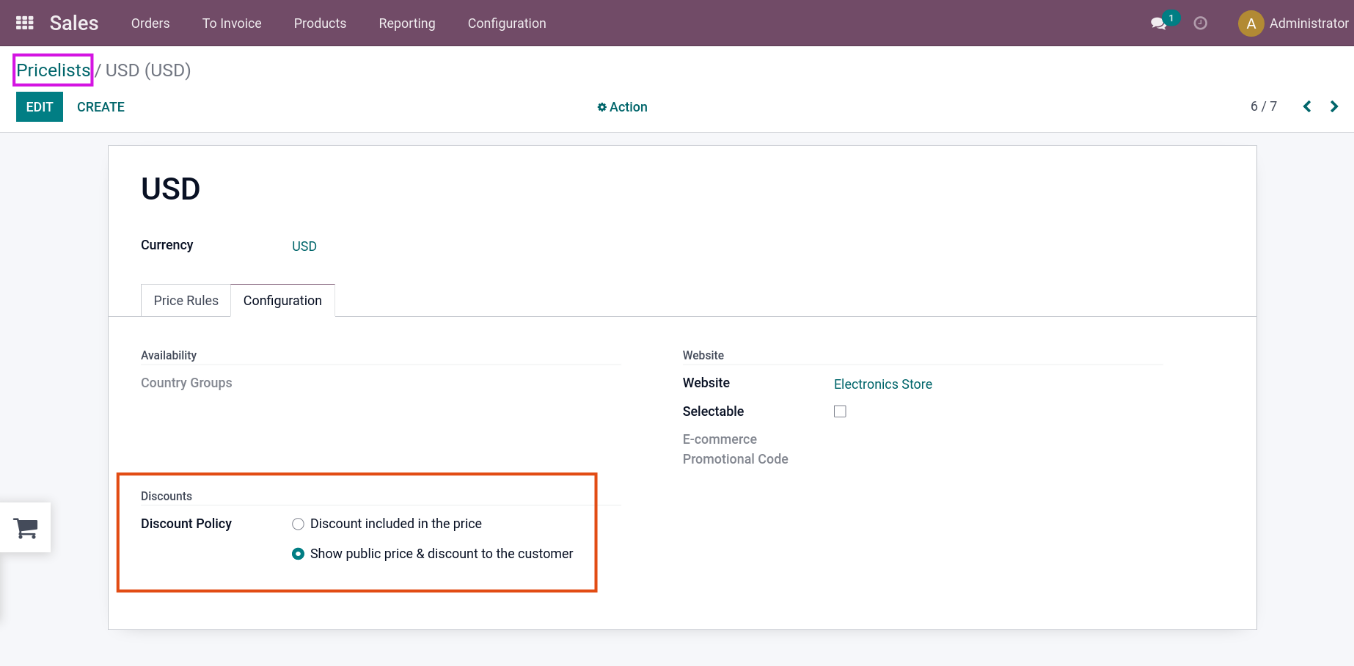 Sales Orders To Invoice Products Reporting Configuration 1 A Administrator
Pricelists / USD (USD)
EDIT CREATE Action 6 / 7
USD
Currency USD
Price Rules Configuration
Availability
Country Groups
Website
Website Electronics Store
Selectable
E-commerce
Promotional Code
Discounts
Discount Policy Discount included in the price
Show public price & discount to the customer